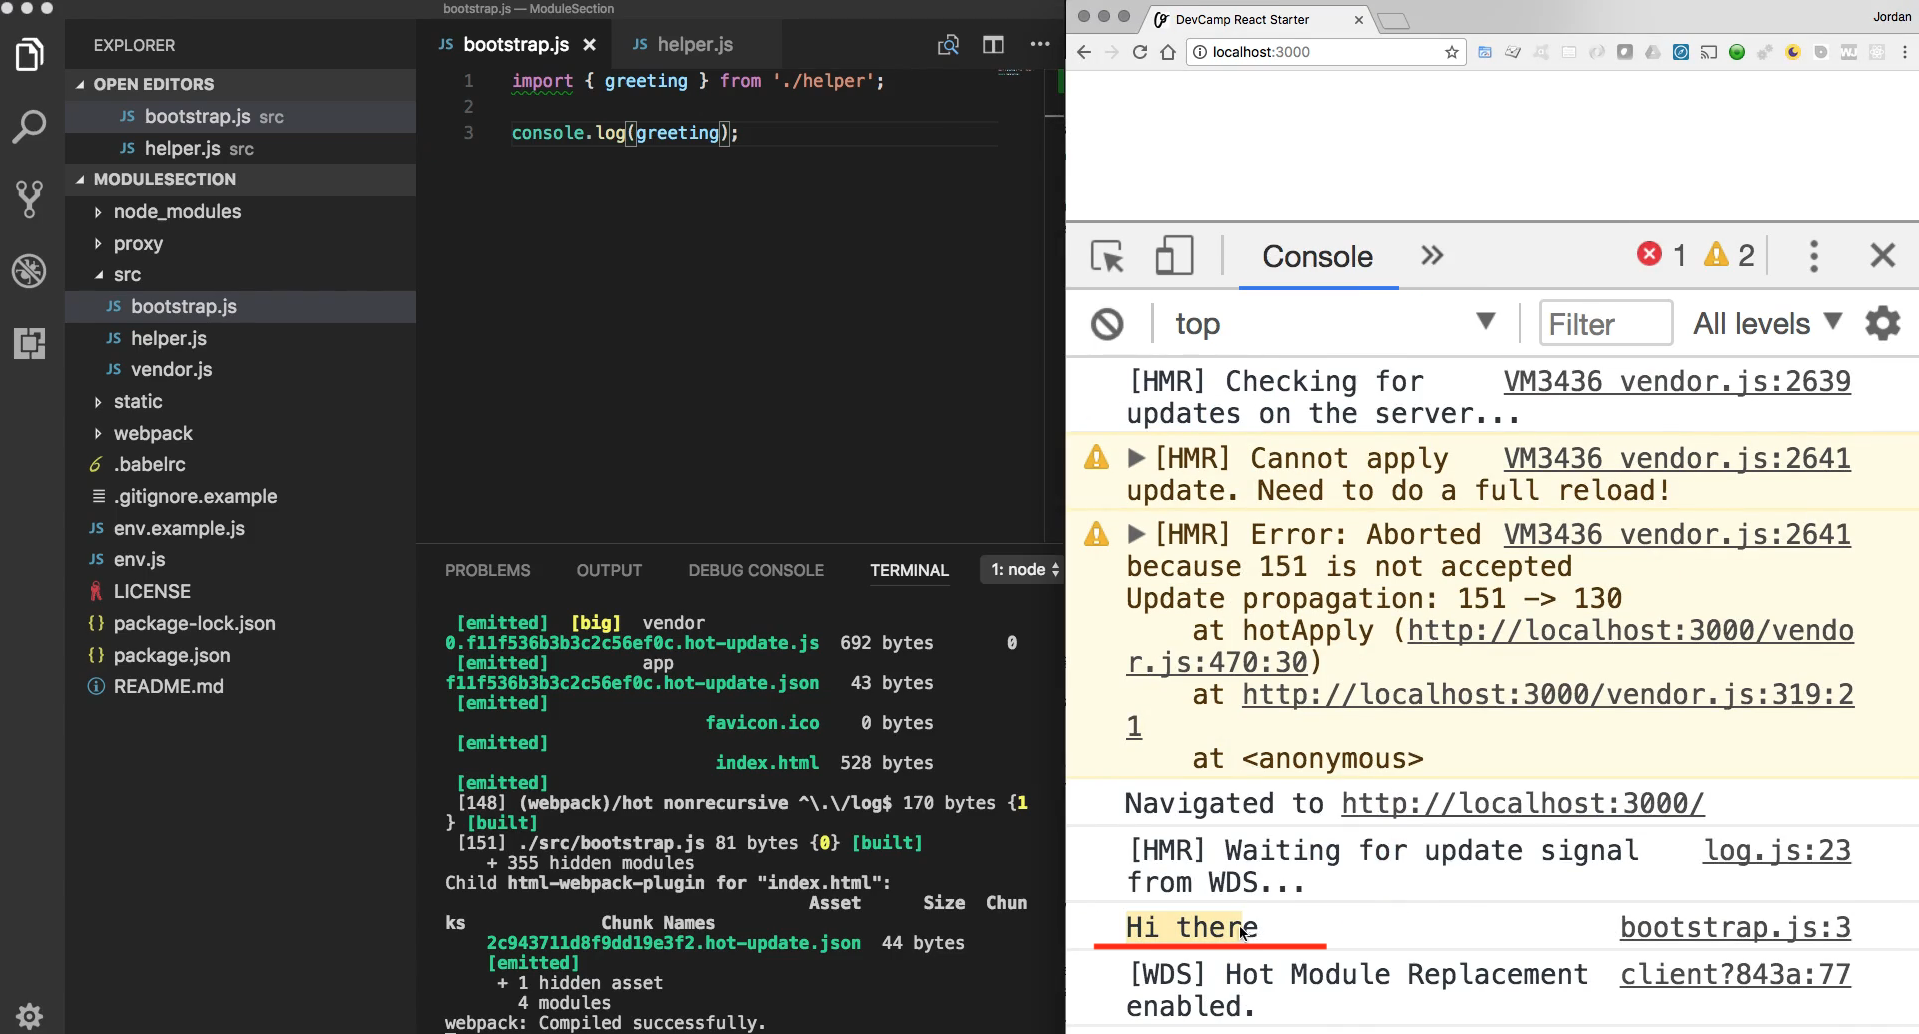 bootstrap.js — ModuleSection
EXPLORER
OPEN EDITORS
JS bootstrap.js src
JS helper.js src
MODULESECTION
node_modules
proxy
src
JS bootstrap.js
JS helper.js
JS vendor.js
static
webpack
.babelrc
.gitignore.example
JS env.example.js
JS env.js
LICENSE
{} package-lock.json
{} package.json
README.md
JS bootstrap.js
JS helper.js
1 import { greeting } from './helper';
2
3 console.log(greeting);
PROBLEMS OUTPUT DEBUG CONSOLE TERMINAL 1: node
[emitted] [big] vendor
0.f11f536b3b3c2c56ef0c.hot-update.js 692 bytes 0
[emitted] app
f11f536b3b3c2c56ef0c.hot-update.json 43 bytes
[emitted]
favicon.ico 0 bytes
[emitted]
index.html 528 bytes
[emitted]
[148] (webpack)/hot nonrecursive ^\.\/log$ 170 bytes {1
} [built]
[151] ./src/bootstrap.js 81 bytes {0} [built]
+ 355 hidden modules
Child html-webpack-plugin for "index.html":
Asset Size Chun
ks Chunk Names
2c943711d8f9dd19e3f2.hot-update.json 44 bytes
[emitted]
+ 1 hidden asset
4 modules
webpack: Compiled successfully.
DevCamp React Starter
Jordan
localhost:3000
Console 1 2
top Filter All levels
[HMR] Checking for VM3436 vendor.js:2639
updates on the server...
[HMR] Cannot apply VM3436 vendor.js:2641
update. Need to do a full reload!
[HMR] Error: Aborted VM3436 vendor.js:2641
because 151 is not accepted
Update propagation: 151 -> 130
at hotApply (http://localhost:3000/vendo
r.js:470:30)
at http://localhost:3000/vendor.js:319:2
1
at <anonymous>
Navigated to http://localhost:3000/
[HMR] Waiting for update signal log.js:23
from WDS...
Hi there bootstrap.js:3
[WDS] Hot Module Replacement client?843a:77
enabled.